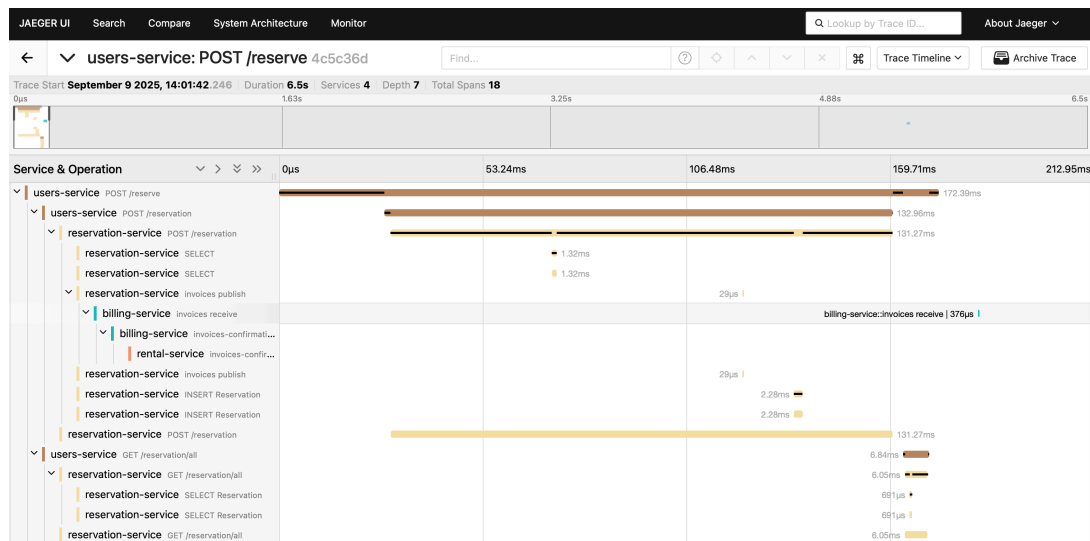 JAEGER UI Search Compare System Architecture Monitor Lookup by Trace ID... About Jaeger
users-service: POST /reserve 4c5c36d Find... Trace Timeline Archive Trace
Trace Start September 9 2025, 14:01:42.246 Duration 6.5s Services 4 Depth 7 Total Spans 18
0μs 1.63s 3.25s 4.88s 6.5s
Service & Operation 0μs 53.24ms 106.48ms 159.71ms 212.95ms
users-service POST /reserve 172.39ms
users-service POST /reservation 132.96ms
reservation-service POST /reservation 131.27ms
reservation-service SELECT 1.32ms
reservation-service SELECT 1.32ms
reservation-service invoices publish 29μs
billing-service invoices receive billing-service::invoices receive | 376μs
billing-service invoices-confirmati...
rental-service invoices-confir...
reservation-service invoices publish 29μs
reservation-service INSERT Reservation 2.28ms
reservation-service INSERT Reservation 2.28ms
reservation-service POST /reservation 131.27ms
users-service GET /reservation/all 6.84ms
reservation-service GET /reservation/all 6.05ms
reservation-service SELECT Reservation 691μs
reservation-service SELECT Reservation 691μs
reservation-service GET /reservation/all 6.05ms